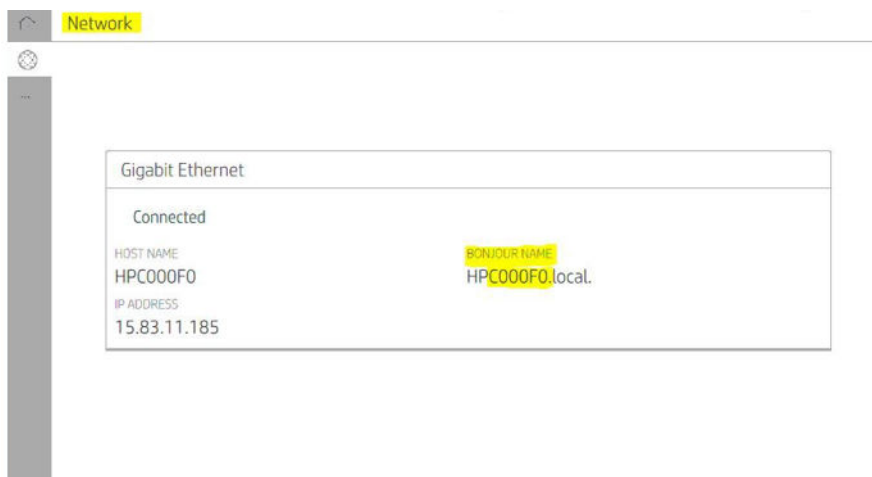 Network
...
Gigabit Ethernet
Connected
HOST NAME
HPC000F0
BONJOUR NAME
HPC000F0.local.
IP ADDRESS
15.83.11.185